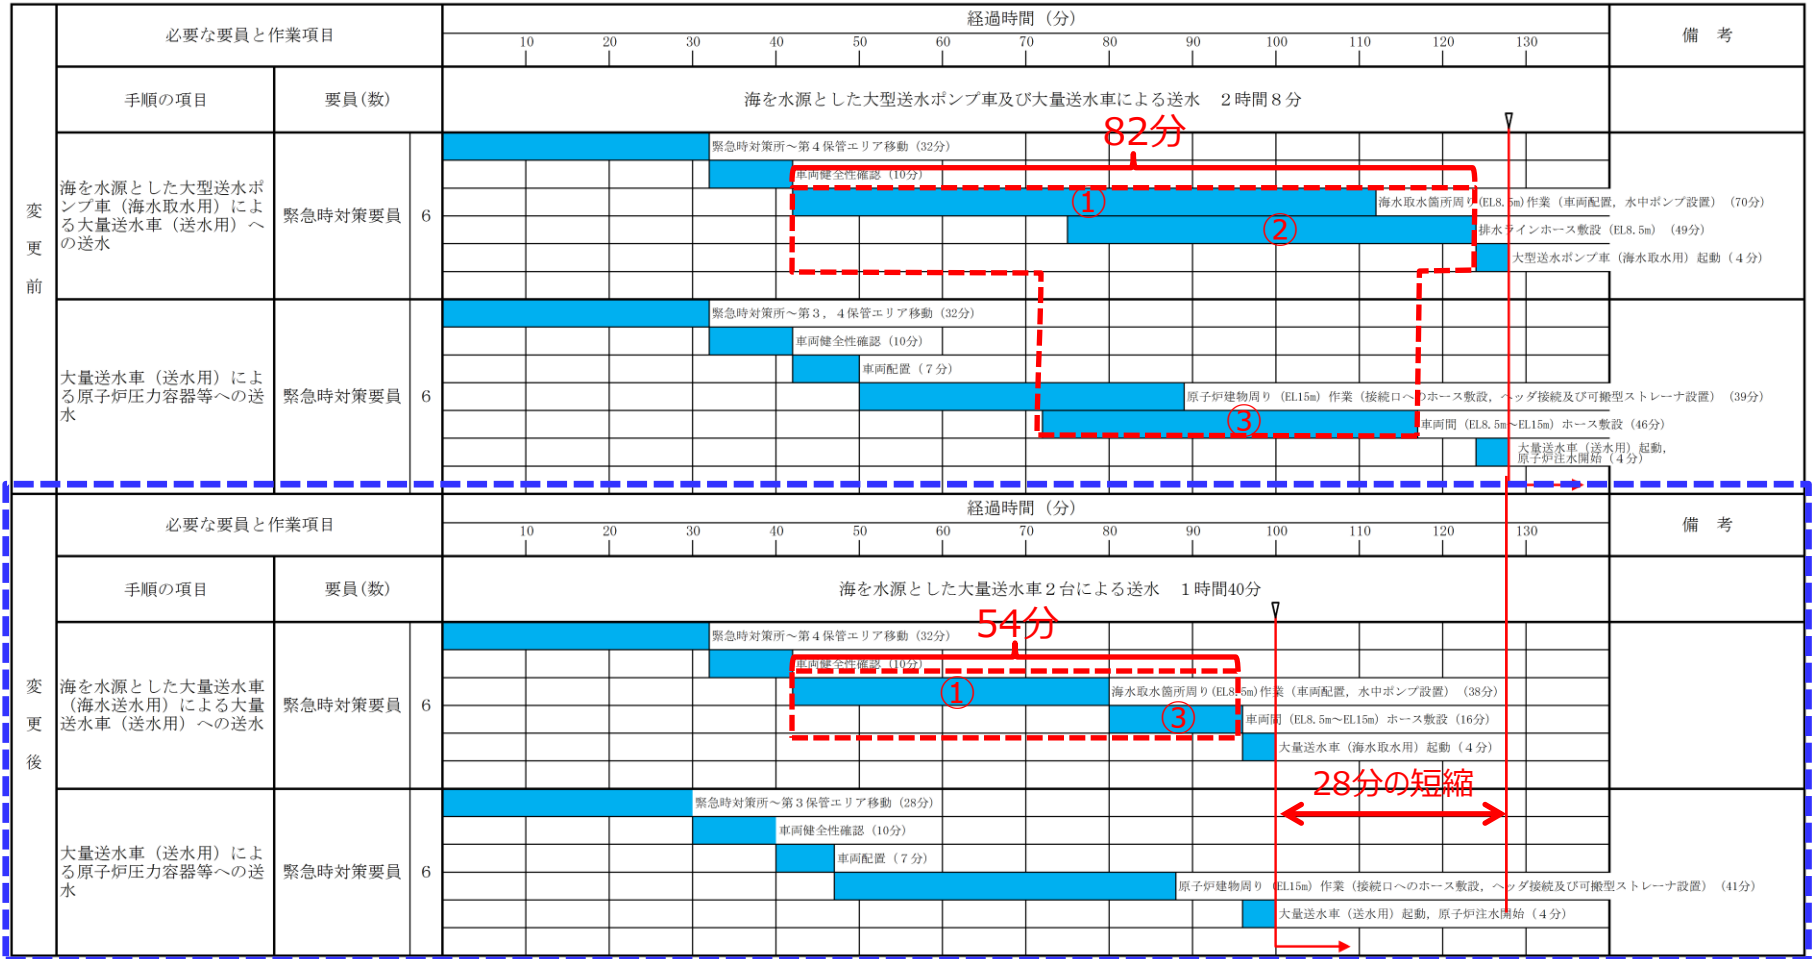 必要な要員と作業項目
経過時間（分）
備　考
10 20 30 40 50 60 70 80 90 100 110 120 130
手順の項目
要員(数)
海を水源とした大型送水ポンプ車及び大量送水車による送水　２時間８分
82分
変更前
海を水源とした大型送水ポ
ンプ車（海水取水用）によ
る大量送水車（送水用）へ
の送水
緊急時対策要員
6
緊急時対策所～第４保管エリア移動（32分）
車両健全性確認（10分）
①
海水取水箇所周り(EL8.5m)作業（車両配置，水中ポンプ設置）（70分）
②
排水ラインホース敷設（EL8.5m）（49分）
大型送水ポンプ車（海水取水用）起動（４分）
大量送水車（送水用）によ
る原子炉圧力容器等への送
水
緊急時対策要員
6
緊急時対策所～第３，４保管エリア移動（32分）
車両健全性確認（10分）
車両配置（７分）
原子炉建物周り（EL15m）作業（接続口へのホース敷設，ヘッダ接続及び可搬型ストレーナ設置）（39分）
③
車両間（EL8.5m～EL15m）ホース敷設（46分）
大量送水車（送水用）起動，
原子炉注水開始（４分）
必要な要員と作業項目
経過時間（分）
備　考
10 20 30 40 50 60 70 80 90 100 110 120 130
手順の項目
要員(数)
海を水源とした大量送水車２台による送水　１時間40分
54分
変更後
海を水源とした大量送水車
（海水送水用）による大量
送水車（送水用）への送水
緊急時対策要員
6
緊急時対策所～第４保管エリア移動（32分）
車両健全性確認（10分）
①
海水取水箇所周り(EL8.5m)作業（車両配置，水中ポンプ設置）（38分）
③
車両間（EL8.5m～EL15m）ホース敷設（16分）
大量送水車（海水取水用）起動（４分）
28分の短縮
大量送水車（送水用）によ
る原子炉圧力容器等への送
水
緊急時対策要員
6
緊急時対策所～第３保管エリア移動（28分）
車両健全性確認（10分）
車両配置（７分）
原子炉建物周り（EL15m）作業（接続口へのホース敷設，ヘッダ接続及び可搬型ストレーナ設置）（41分）
大量送水車（送水用）起動，原子炉注水開始（４分）